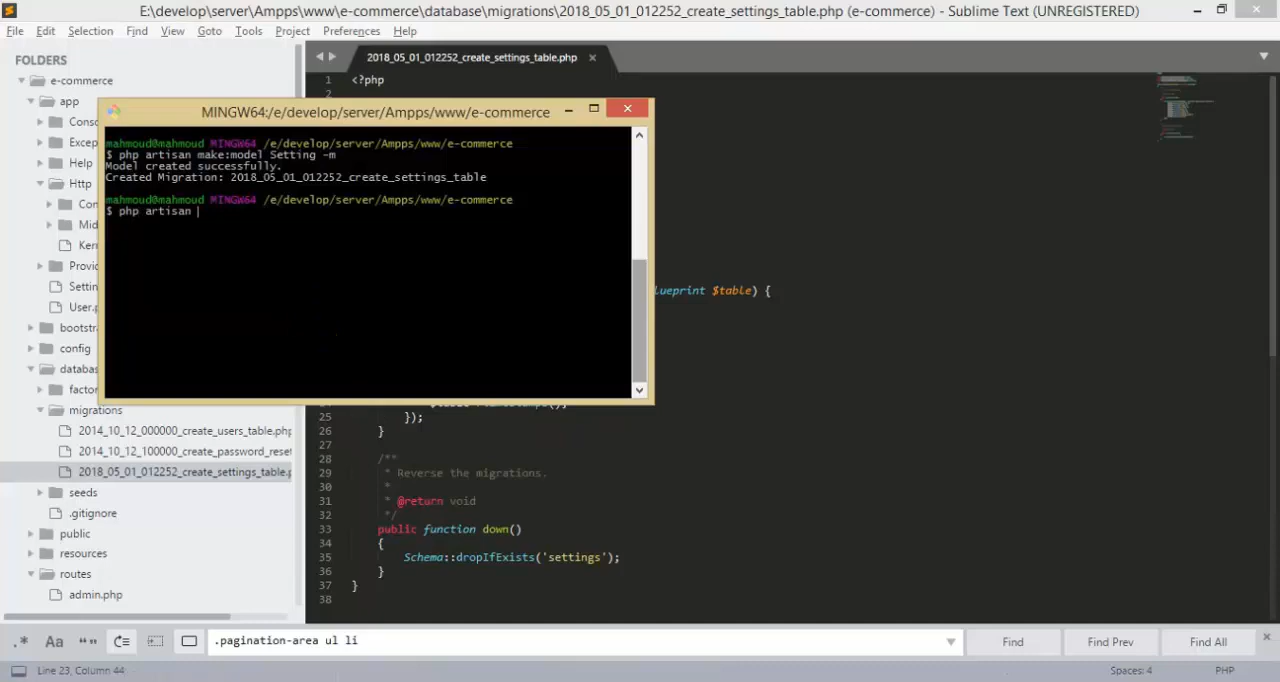 E:\develop\server\Ampps\www\e-commerce\database\migrations\2018_05_01_012252_create_settings_table.php (e-commerce) - Sublime Text (UNREGISTERED)
File Edit Selection Find View Goto Tools Project Preferences Help
FOLDERS
e-commerce
app
Conso
Excep
Help
Http
Con
Mid
Ker
Provid
Settin
User.p
bootstra
config
databas
factor
migrations
2014_10_12_000000_create_users_table.php
2014_10_12_100000_create_password_reset
2018_05_01_012252_create_settings_table.p
seeds
.gitignore
public
resources
routes
admin.php
2018_05_01_012252_create_settings_table.php
1 <?php
2
MINGW64:/e/develop/server/Ampps/www/e-commerce
mahmoud@mahmoud MINGW64 /e/develop/server/Ampps/www/e-commerce
$ php artisan make:model Setting -m
Model created successfully.
Created Migration: 2018_05_01_012252_create_settings_table
mahmoud@mahmoud MINGW64 /e/develop/server/Ampps/www/e-commerce
$ php artisan
lueprint $table) {
25 });
26 }
27
28 /**
29 * Reverse the migrations.
30 *
31 * @return void
32 */
33 public function down()
34 {
35 Schema::dropIfExists('settings');
36 }
37 }
38
.* Aa “”
.pagination-area ul li
Find Find Prev Find All
Line 23, Column 44
Spaces: 4 PHP